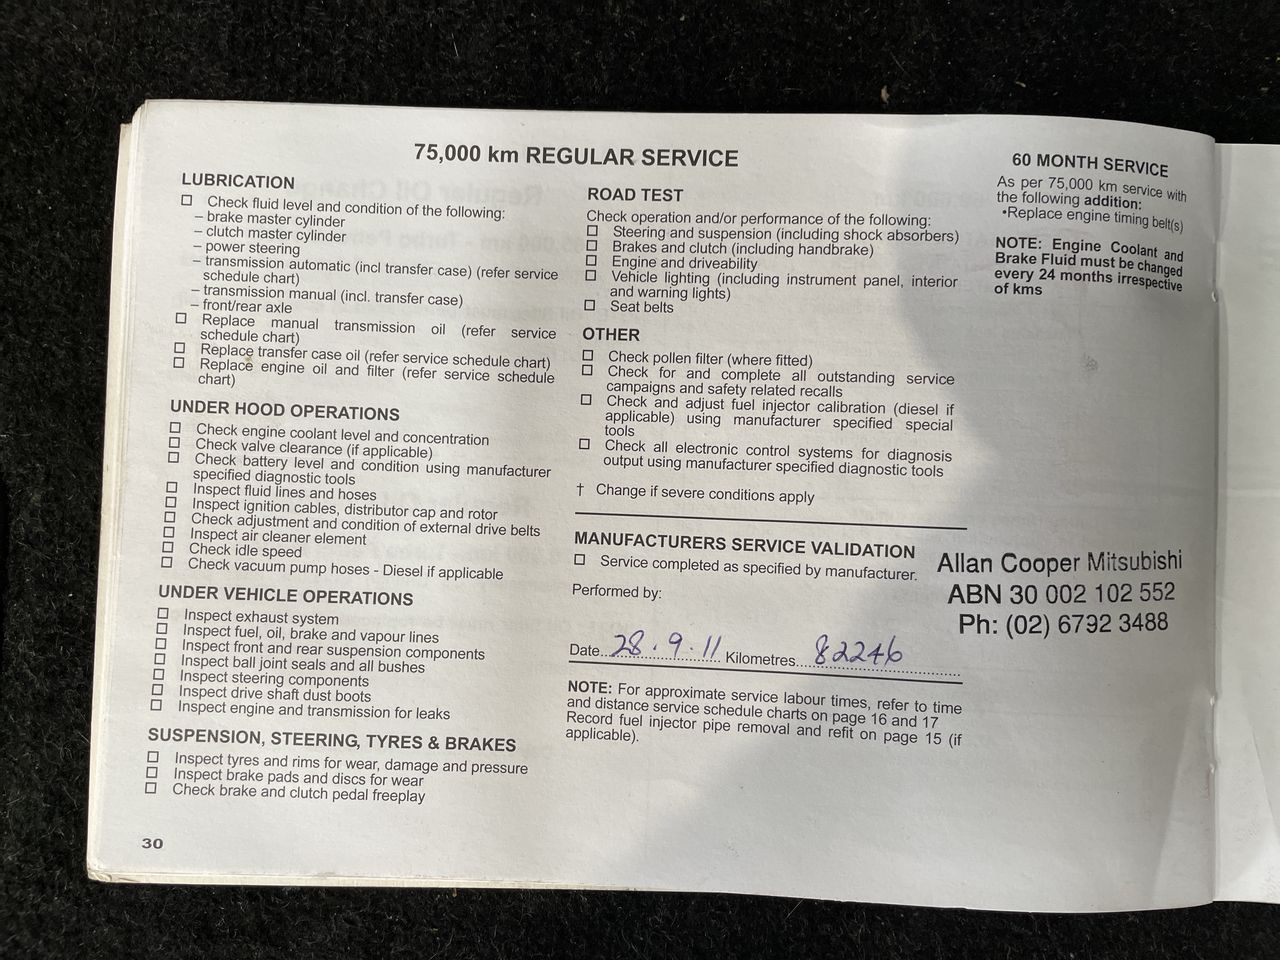 75,000 km REGULAR SERVICE
LUBRICATION
Check fluid level and condition of the following:
– brake master cylinder
– clutch master cylinder
– power steering
– transmission automatic (incl transfer case) (refer service
schedule chart)
– transmission manual (incl. transfer case)
– front/rear axle
Replace manual transmission oil (refer service
schedule chart)
Replace transfer case oil (refer service schedule chart)
Replace engine oil and filter (refer service schedule
chart)
UNDER HOOD OPERATIONS
Check engine coolant level and concentration
Check valve clearance (if applicable)
Check battery level and condition using manufacturer
specified diagnostic tools
Inspect fluid lines and hoses
Inspect ignition cables, distributor cap and rotor
Check adjustment and condition of external drive belts
Inspect air cleaner element
Check idle speed
Check vacuum pump hoses - Diesel if applicable
UNDER VEHICLE OPERATIONS
Inspect exhaust system
Inspect fuel, oil, brake and vapour lines
Inspect front and rear suspension components
Inspect ball joint seals and all bushes
Inspect steering components
Inspect drive shaft dust boots
Inspect engine and transmission for leaks
SUSPENSION, STEERING, TYRES & BRAKES
Inspect tyres and rims for wear, damage and pressure
Inspect brake pads and discs for wear
Check brake and clutch pedal freeplay
30
ROAD TEST
Check operation and/or performance of the following:
Steering and suspension (including shock absorbers)
Brakes and clutch (including handbrake)
Engine and driveability
Vehicle lighting (including instrument panel, interior
and warning lights)
Seat belts
OTHER
Check pollen filter (where fitted)
Check for and complete all outstanding service
campaigns and safety related recalls
Check and adjust fuel injector calibration (diesel if
applicable) using manufacturer specified special
tools
Check all electronic control systems for diagnosis
output using manufacturer specified diagnostic tools
† Change if severe conditions apply
MANUFACTURERS SERVICE VALIDATION
Service completed as specified by manufacturer.
Performed by:
Date...28.9.11 Kilometres...82246
NOTE: For approximate service labour times, refer to time
and distance service schedule charts on page 16 and 17
Record fuel injector pipe removal and refit on page 15 (if
applicable).
60 MONTH SERVICE
As per 75,000 km service with
the following addition:
•Replace engine timing belt(s)
NOTE: Engine Coolant and
Brake Fluid must be changed
every 24 months irrespective
of kms
Allan Cooper Mitsubishi
ABN 30 002 102 552
Ph: (02) 6792 3488